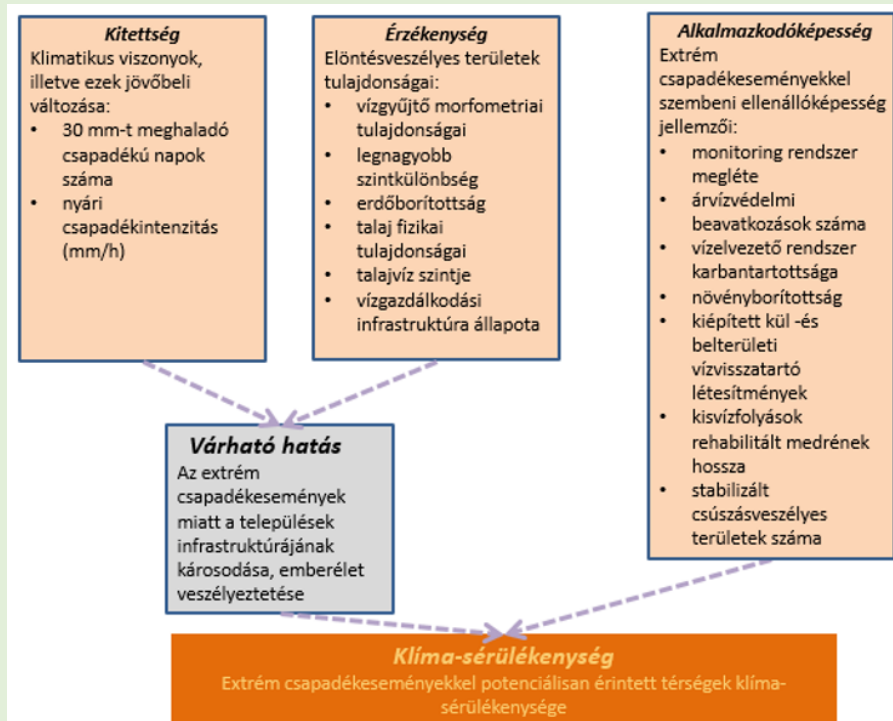 Kitettség
Klimatikus viszonyok,
illetve ezek jövőbeli
változása:
• 30 mm-t meghaladó
csapadékú napok
száma
• nyári
csapadékintenzitás
(mm/h)
Érzékenység
Elöntésveszélyes területek
tulajdonságai:
• vízgyűjtő morfometriai
tulajdonságai
• legnagyobb
szintkülönbség
• erdőborítottság
• talaj fizikai
tulajdonságai
• talajvíz szintje
• vízgazdálkodási
infrastruktúra állapota
Alkalmazkodóképesség
Extrém
csapadékeseményekkel
szembeni ellenállóképesség
jellemzői:
• monitoring rendszer
megléte
• árvízvédelmi
beavatkozások száma
• vízelvezető rendszer
karbantartottsága
• növényborítottság
• kiépített kül -és
belterületi
vízvisszatartó
létesítmények
• kisvízfolyások
rehabilitált medrének
hossza
• stabilizált
csúszásveszélyes
területek száma
Várható hatás
Az extrém
csapadékesemények
miatt a települések
infrastruktúrájának
károsodása, emberélet
veszélyeztetése
Klíma-sérülékenység
Extrém csapadékeseményekkel potenciálisan érintett térségek klíma-
sérülékenysége